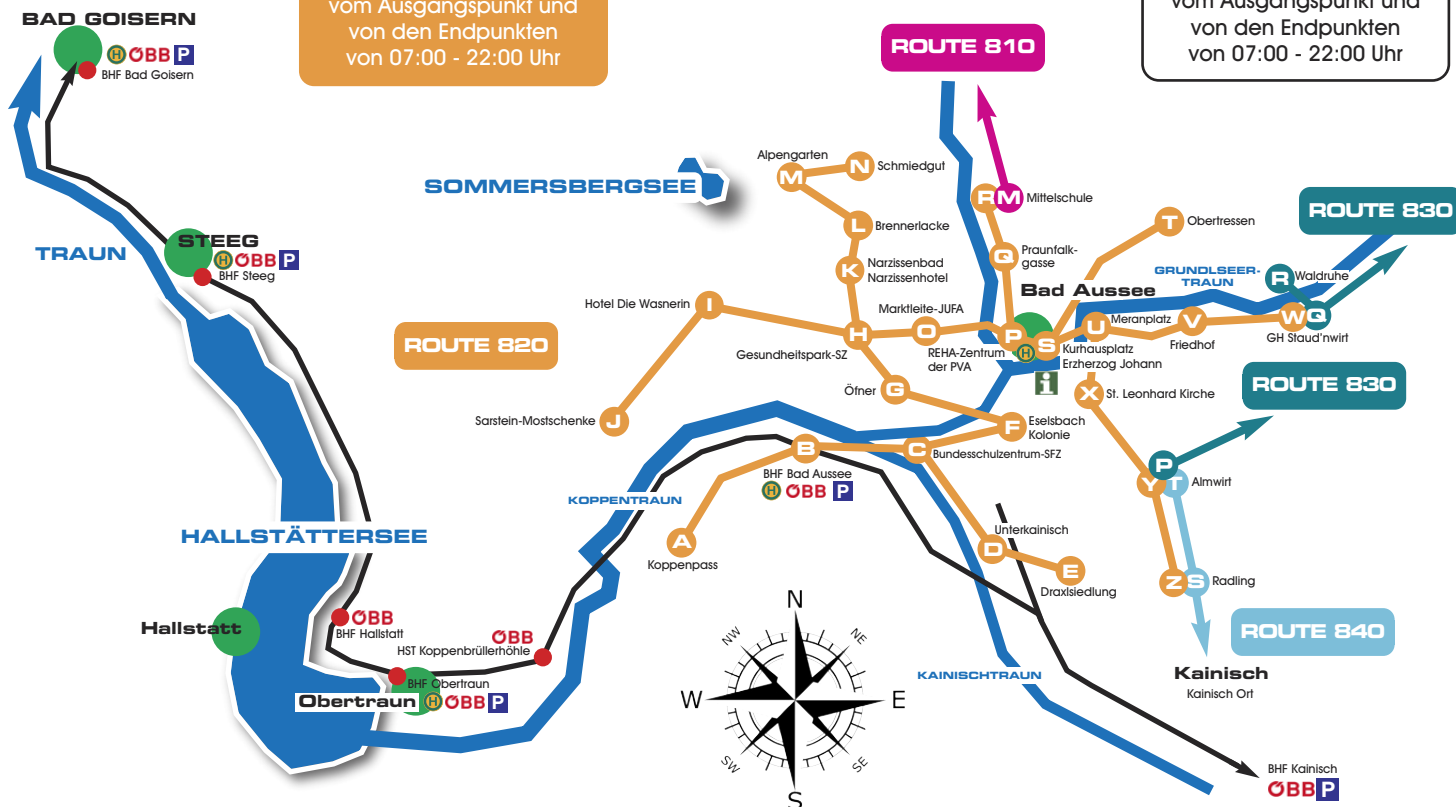 vom Ausgangspunkt und
von den Endpunkten
von 07:00 - 22:00 Uhr
vom Ausgangspunkt und
von den Endpunkten
von 07:00 - 22:00 Uhr
BAD GOISERN
H ÖBB P
BHF Bad Goisern
ROUTE 810
Alpengarten
M
N Schmiedgut
SOMMERSBERGSEE
R M Mittelschule
L Brennerlacke
T Obertressen
ROUTE 830
TRAUN
STEEG
H ÖBB P
BHF Steeg
K Narzissenbad
Narzissenhotel
Q Praunfalk-
gasse
GRUNDLSEER-
TRAUN
R Waldruhe
Bad Aussee
Hotel Die Wasnerin I
Marktleite-JUFA
Meranplatz
H O P S U V W Q
ROUTE 820
Gesundheitspark-SZ
REHA-Zentrum
der PVA
H
Kurhausplatz
Erzherzog Johann
Friedhof
GH Staud'nwirt
i
Öfner G
X St. Leonhard Kirche
ROUTE 830
Sarstein-Mostschenke J
F Eselsbach
Kolonie
B
C Bundesschulzentrum-SFZ
BHF Bad Aussee
H ÖBB P
P
Y T Almwirt
KOPPENTRAUN
HALLSTÄTTERSEE
Unterkainisch
A
Koppenpass
D
E
Draxlsiedlung
Z S Radling
N
NW NE
Hallstatt
ÖBB
BHF Hallstatt
ÖBB
HST Koppenbrüllerhöhle
ROUTE 840
KAINISCHTRAUN
Kainisch
Kainisch Ort
BHF Obertraun
Obertraun H ÖBB P
W E
SW SE
S
BHF Kainisch
ÖBB P